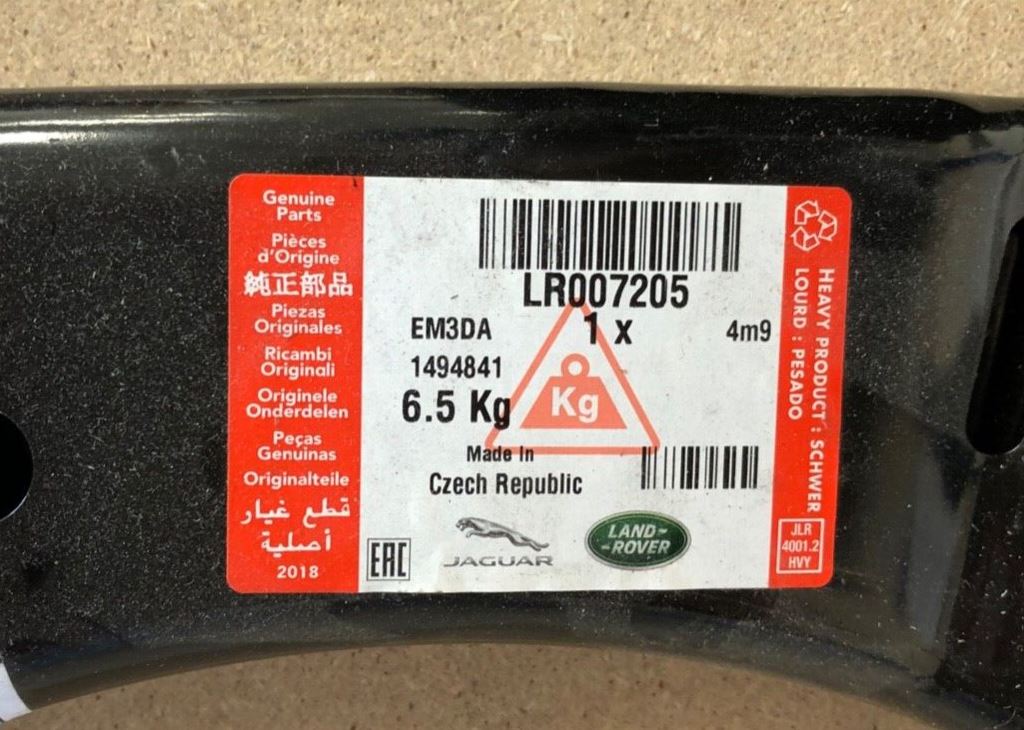 Genuine
Parts
Pièces
d'Origine
純正部品
Piezas
Originales
Ricambi
Originali
Originele
Onderdelen
Peças
Genuinas
Originalteile
قطع غيار
أصلية
2018
LR007205
EM3DA
1 x
4m9
1494841
6.5 Kg
Kg
Made In
Czech Republic
EAC
JAGUAR
LAND-
-ROVER
HEAVY PRODUCT : SCHWER
LOURD : PESADO
JLR
4001.2
HVY